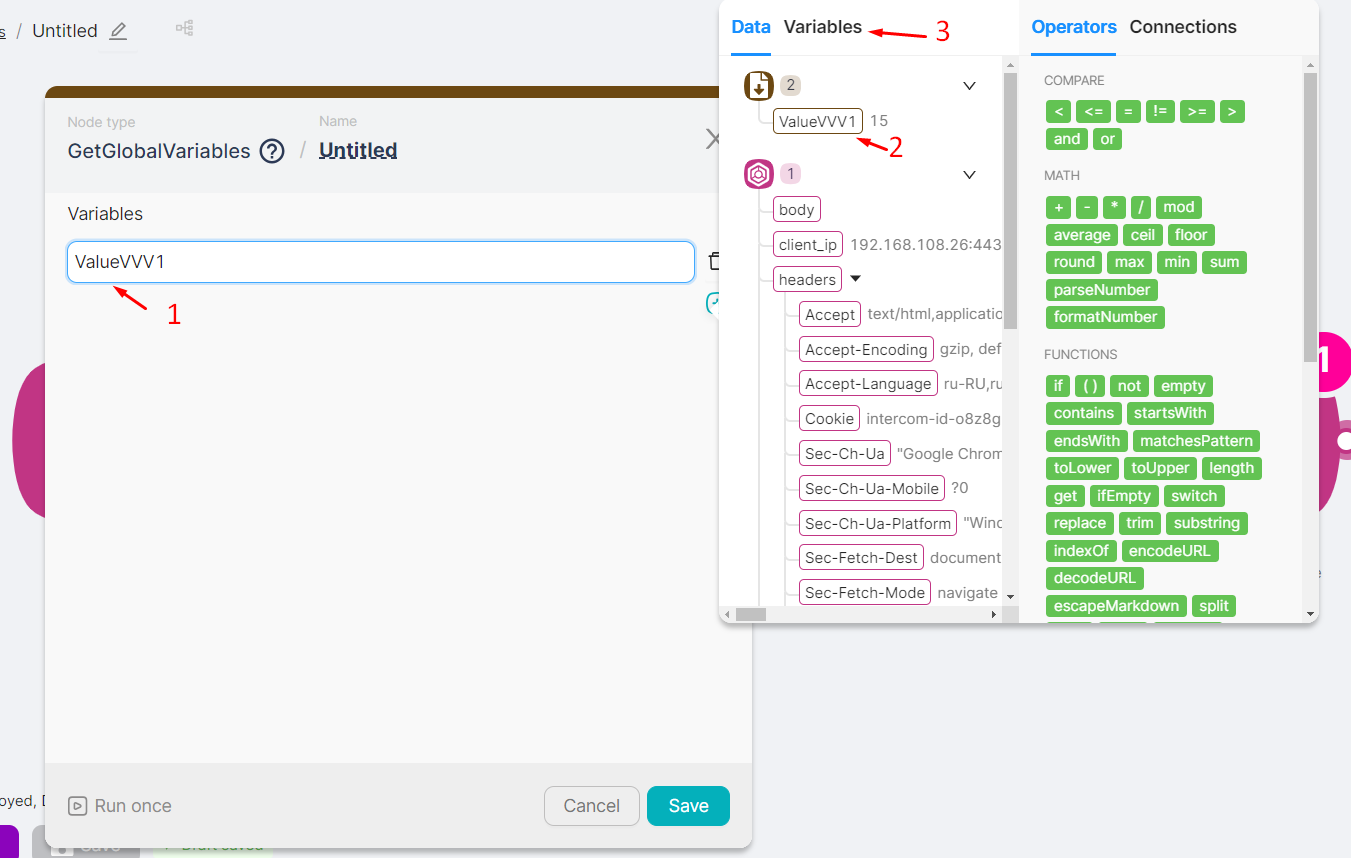 s / Untitled
Node type
GetGlobalVariables ?
/
Name
Untitled
Variables
ValueVVV1
1
Run once
Cancel
Save
Data Variables
3
2
ValueVVV1 15
2
1
body
client_ip 192.168.108.26:443
headers
Accept text/html,applicatio
Accept-Encoding gzip, def
Accept-Language ru-RU,ru
Cookie intercom-id-o8z8g
Sec-Ch-Ua "Google Chrom
Sec-Ch-Ua-Mobile ?0
Sec-Ch-Ua-Platform "Winc
Sec-Fetch-Dest document
Sec-Fetch-Mode navigate
Operators Connections
COMPARE
< <= = != >= >
and or
MATH
+ - * / mod
average ceil floor
round max min sum
parseNumber
formatNumber
FUNCTIONS
if ( ) not empty
contains startsWith
endsWith matchesPattern
toLower toUpper length
get ifEmpty switch
replace trim substring
indexOf encodeURL
decodeURL
escapeMarkdown split
1
e
oyed, D
Save
Draft saved